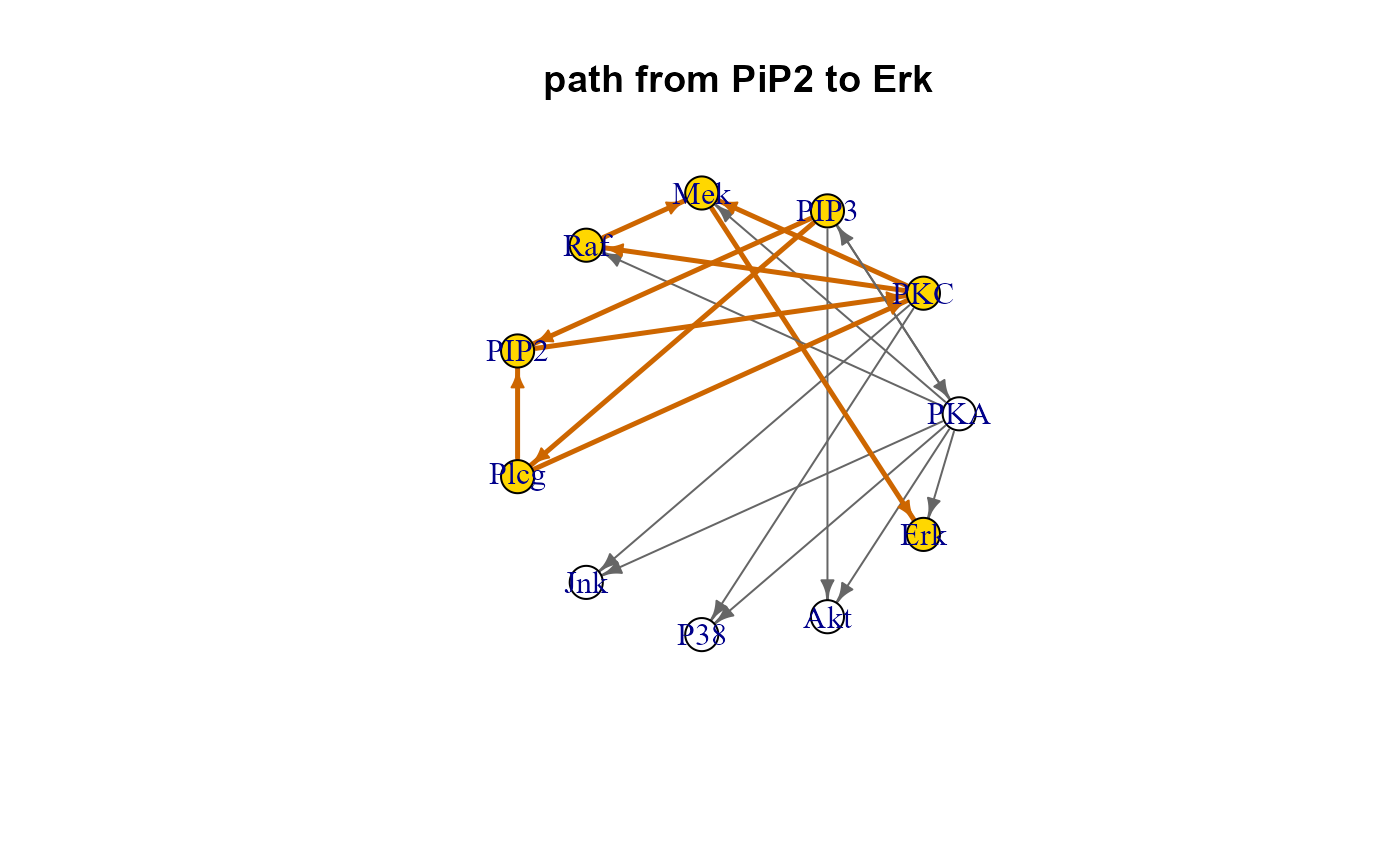 path from PiP2 to Erk
Mek
PIP3
Raf
PKC
PIP2
PKA
Plcg
Erk
Jnk
Akt
P38